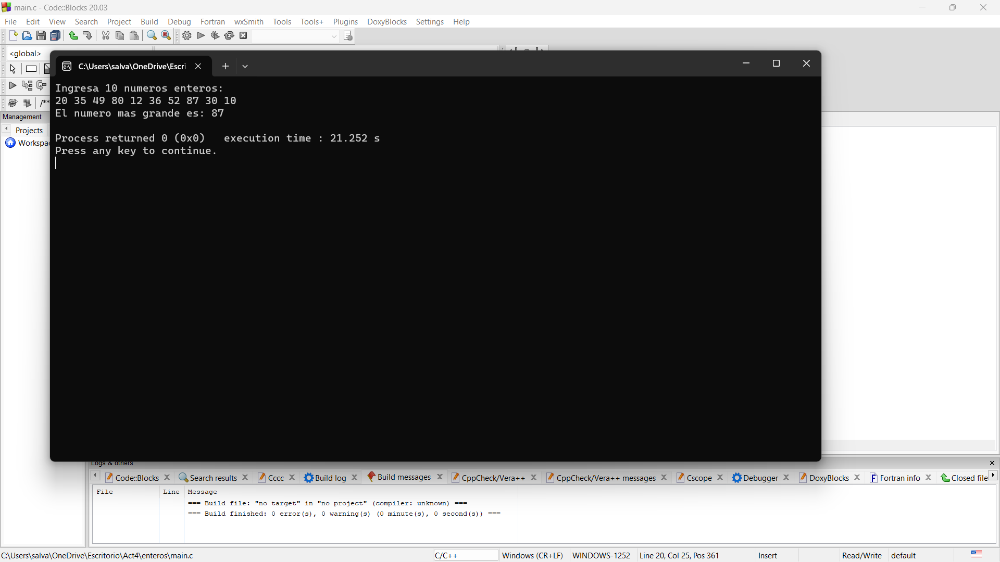 main.c - Code::Blocks 20.03
File Edit View Search Project Build Debug Fortran wxSmith Tools Tools+ Plugins DoxyBlocks Settings Help
<global>
C:\Users\salva\OneDrive\Escri
/**
Management
Projects
Ingresa 10 numeros enteros:
20 35 49 80 12 36 52 87 30 10
El numero mas grande es: 87
Process returned 0 (0x0)   execution time : 21.252 s
Press any key to continue.
Logs & others
Code::Blocks Search results Cccc Build log Build messages CppCheck/Vera++ CppCheck/Vera++ messages Cscope Debugger DoxyBlocks Fortran info Closed file
File Line Message
=== Build file: "no target" in "no project" (compiler: unknown) ===
=== Build finished: 0 error(s), 0 warning(s) (0 minute(s), 0 second(s)) ===
C:\Users\salva\OneDrive\Escritorio\Act4\enteros\main.c C/C++ Windows (CR+LF) WINDOWS-1252 Line 20, Col 25, Pos 361 Insert Read/Write default